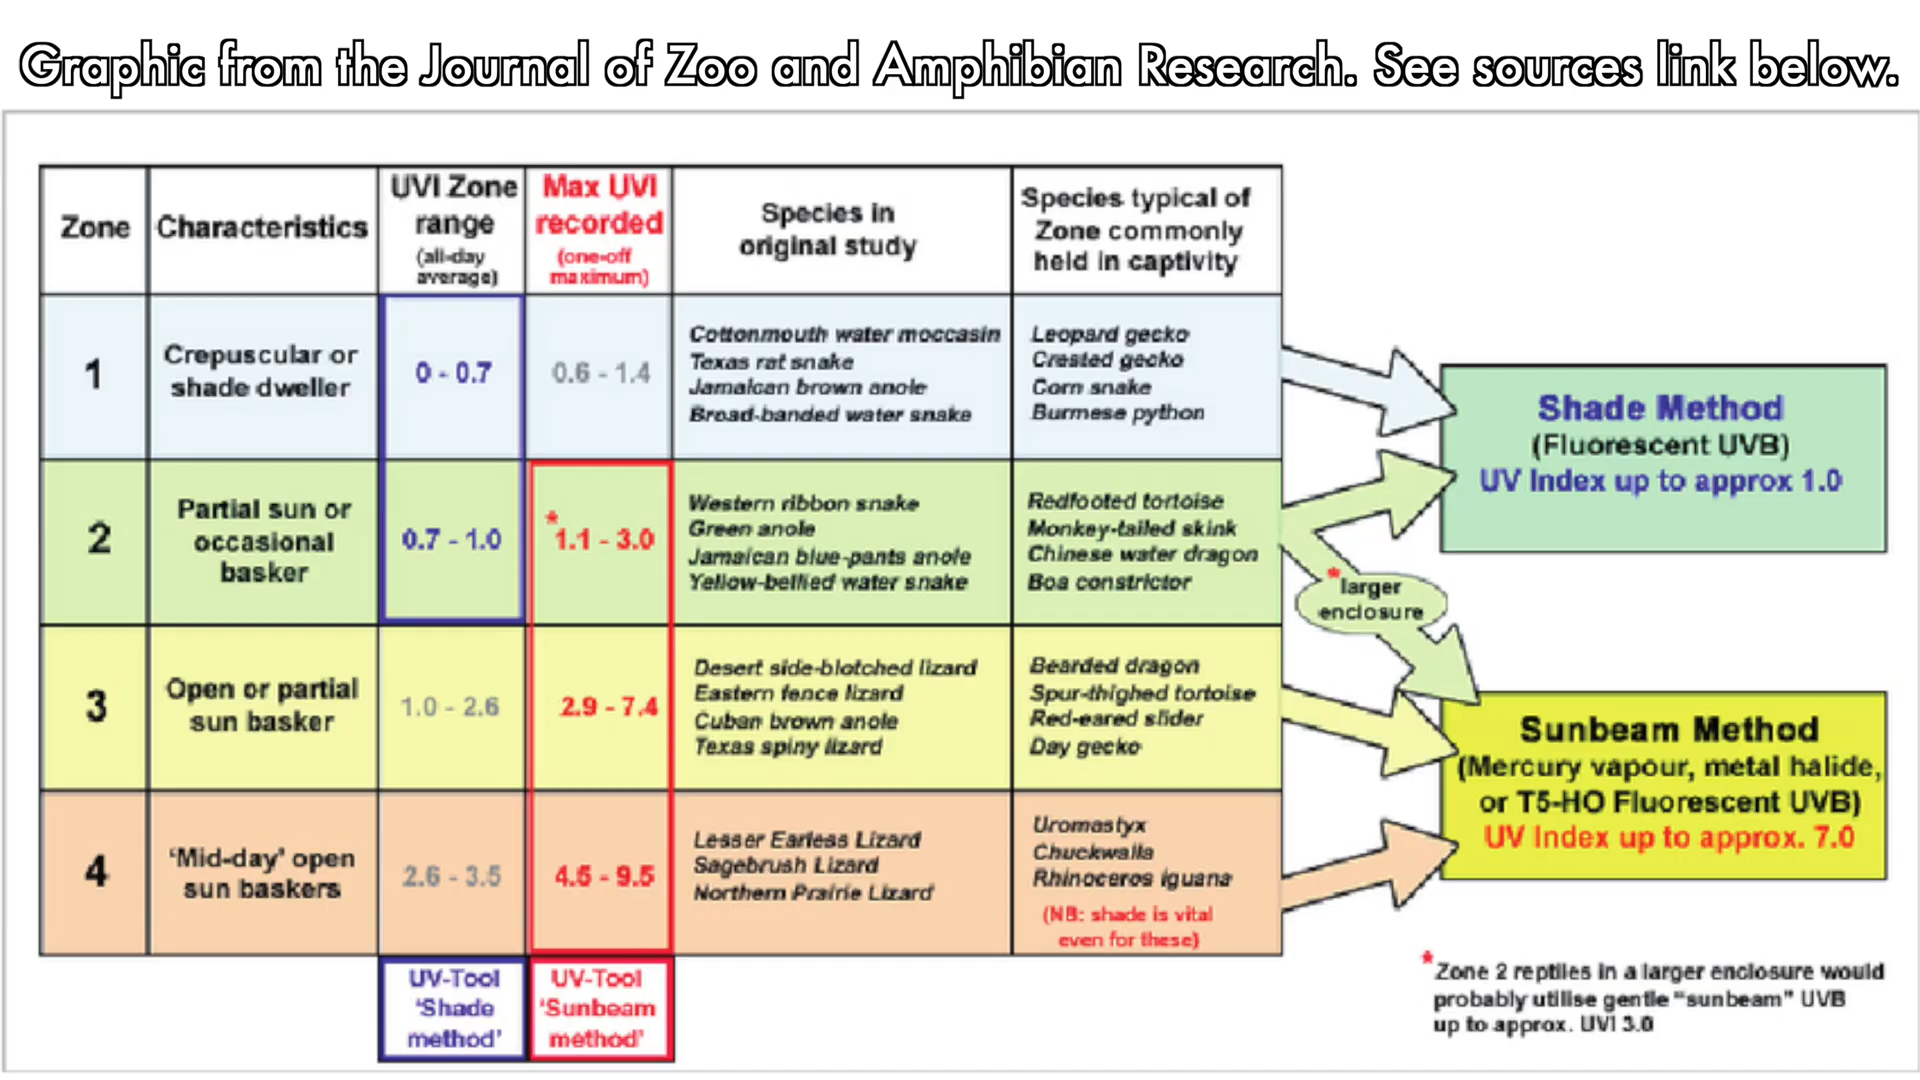 Graphic from the Journal of Zoo and Amphibian Research. See sources link below.
Zone
Characteristics
UVI Zone
range
(all-day
average)
Max UVI
recorded
(one-off
maximum)
Species in
original study
Species typical of
Zone commonly
held in captivity
1
Crepuscular or
shade dweller
0 - 0.7
0.6 - 1.4
Cottonmouth water moccasin
Texas rat snake
Jamaican brown anole
Broad-banded water snake
Leopard gecko
Crested gecko
Corn snake
Burmese python
2
Partial sun or
occasional
basker
0.7 - 1.0
*1.1 - 3.0
Western ribbon snake
Green anole
Jamaican blue-pants anole
Yellow-bellied water snake
Redfooted tortoise
Monkey-tailed skink
Chinese water dragon
Boa constrictor
3
Open or partial
sun basker
1.0 - 2.6
2.9 - 7.4
Desert side-blotched lizard
Eastern fence lizard
Cuban brown anole
Texas spiny lizard
Bearded dragon
Spur-thighed tortoise
Red-eared slider
Day gecko
4
‘Mid-day’ open
sun baskers
2.6 - 3.5
4.5 - 9.5
Lesser Earless Lizard
Sagebrush Lizard
Northern Prairie Lizard
Uromastyx
Chuckwalla
Rhinoceros iguana
(NB: shade is vital
even for these)
UV-Tool
‘Shade
method’
UV-Tool
‘Sunbeam
method’
Shade Method
(Fluorescent UVB)
UV Index up to approx 1.0
*larger
enclosure
Sunbeam Method
(Mercury vapour, metal halide,
or T5-HO Fluorescent UVB)
UV Index up to approx. 7.0
*Zone 2 reptiles in a larger enclosure would
probably utilise gentle “sunbeam” UVB
up to approx. UVI 3.0